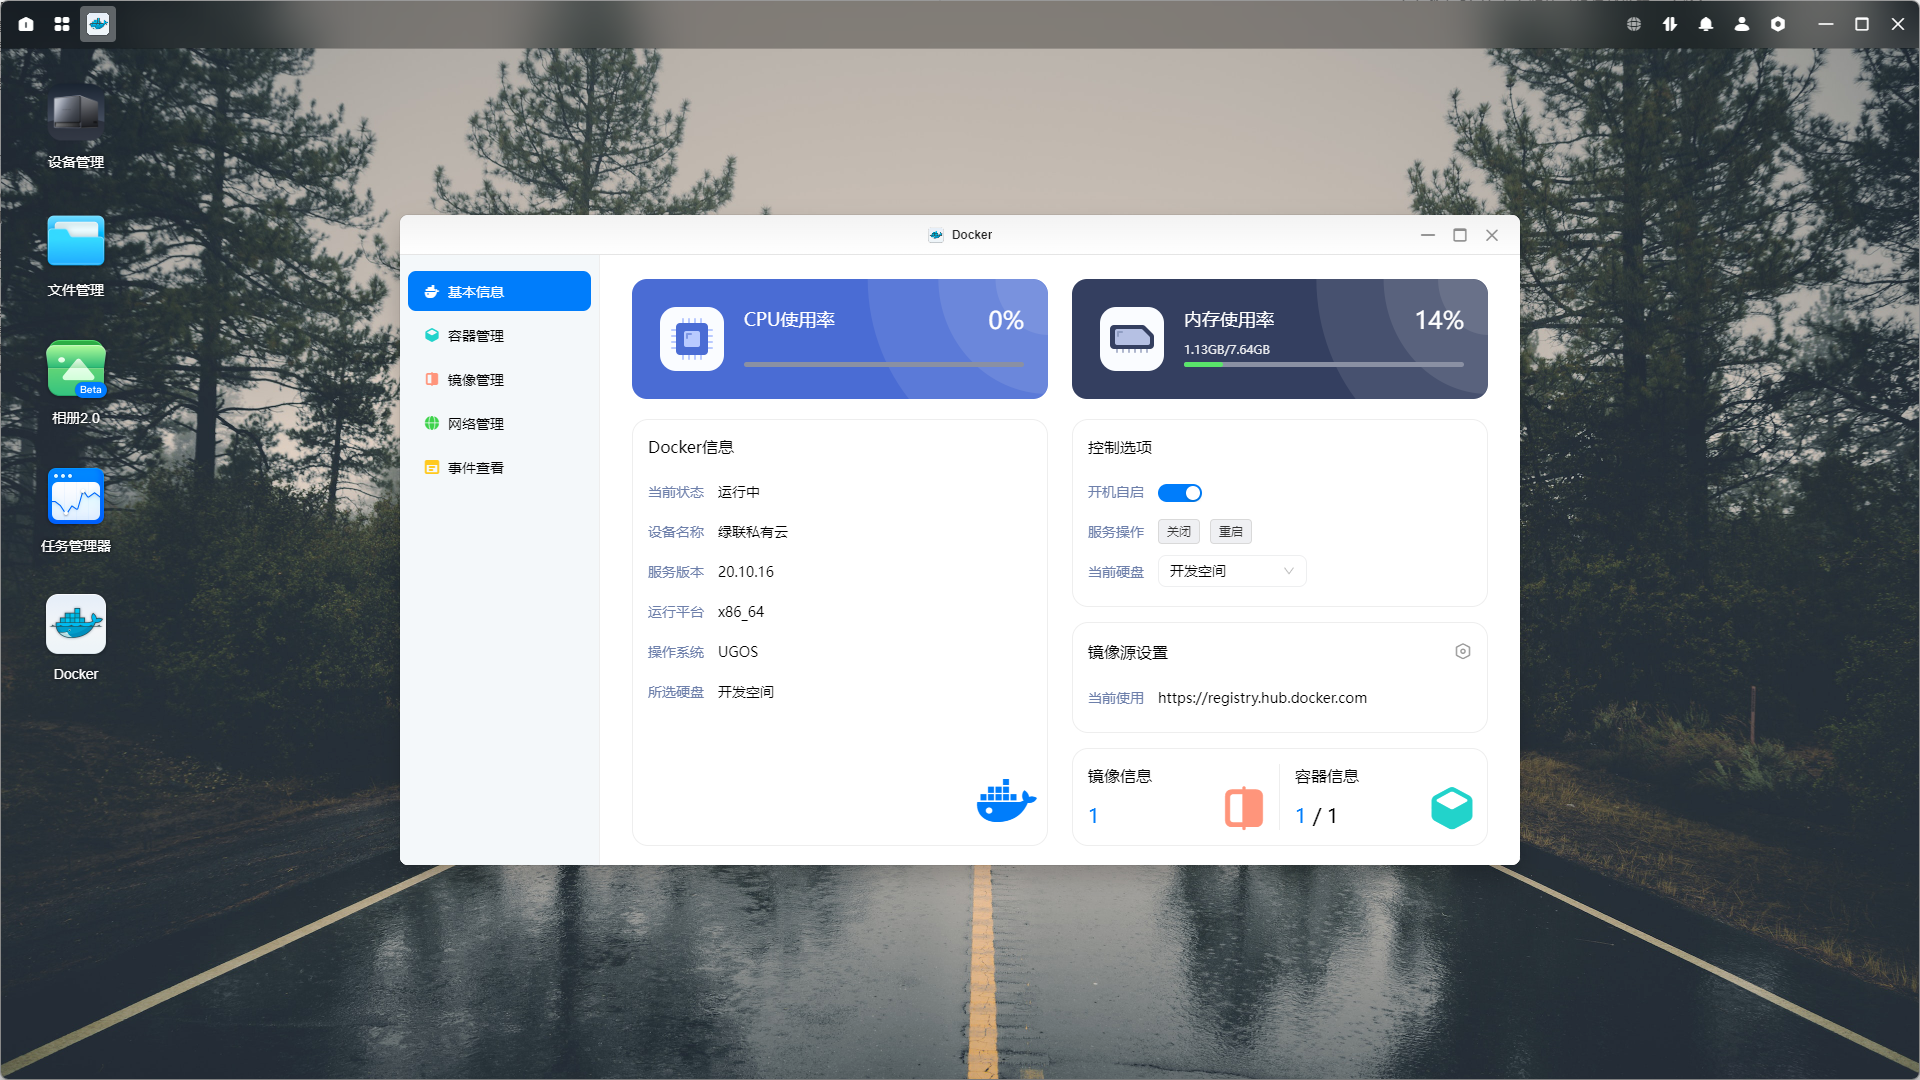 设备管理
文件管理
Beta
相册2.0
任务管理器
Docker
Docker
基本信息
容器管理
镜像管理
网络管理
事件查看
CPU使用率
0%
内存使用率
14%
1.13GB/7.64GB
Docker信息
当前状态 运行中
设备名称 绿联私有云
服务版本 20.10.16
运行平台 x86_64
操作系统 UGOS
所选硬盘 开发空间
控制选项
开机自启
服务操作 关闭 重启
当前硬盘 开发空间
镜像源设置
当前使用 https://registry.hub.docker.com
镜像信息
1
容器信息
1 / 1